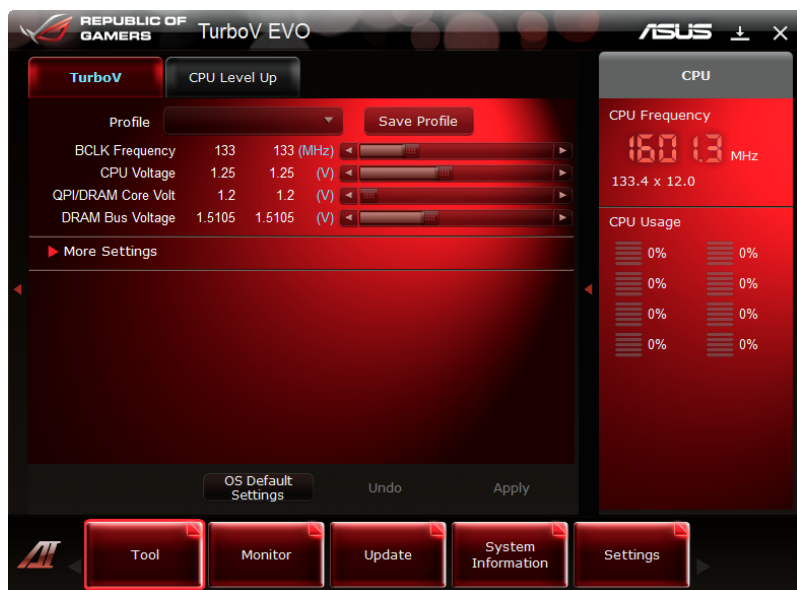 REPUBLIC OF
GAMERS
TurboV EVO
ASUS
TurboV
CPU Level Up
Profile
Save Profile
BCLK Frequency 133 133 (MHz)
CPU Voltage 1.25 1.25 (V)
QPI/DRAM Core Volt 1.2 1.2 (V)
DRAM Bus Voltage 1.5105 1.5105 (V)
More Settings
OS Default
Settings
Undo
Apply
CPU
CPU Frequency
1601.3 MHz
133.4 x 12.0
CPU Usage
0% 0%
0% 0%
0% 0%
0% 0%
AI
Tool
Monitor
Update
System
Information
Settings